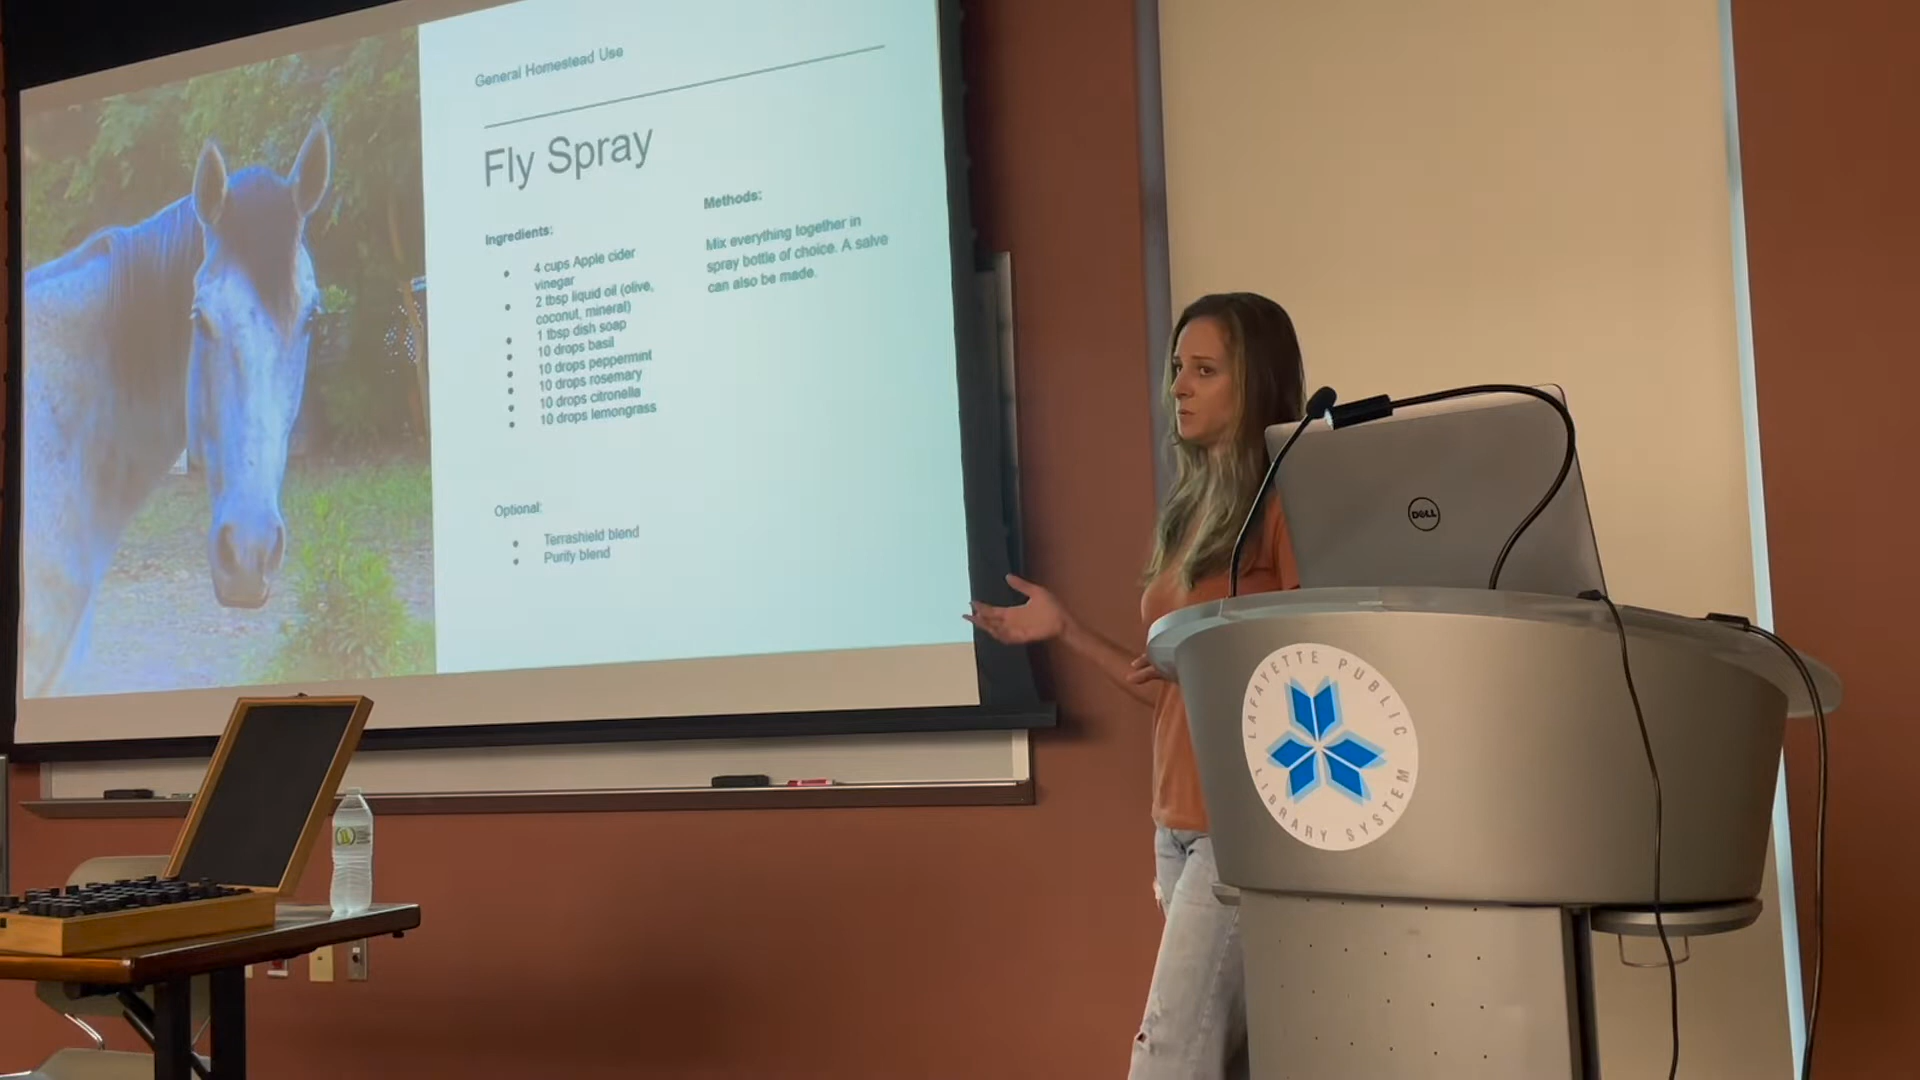 General Homestead Use
Fly Spray
Ingredients:
4 cups Apple cider
vinegar
2 tbsp liquid oil (olive,
coconut, mineral)
1 tbsp dish soap
10 drops basil
10 drops peppermint
10 drops rosemary
10 drops citronella
10 drops lemongrass
Optional:
Terrashield blend
Purify blend
Methods:
Mix everything together in
spray bottle of choice. A salve
can also be made.
DELL
LAFAYETTE PUBLIC
LIBRARY SYSTEM